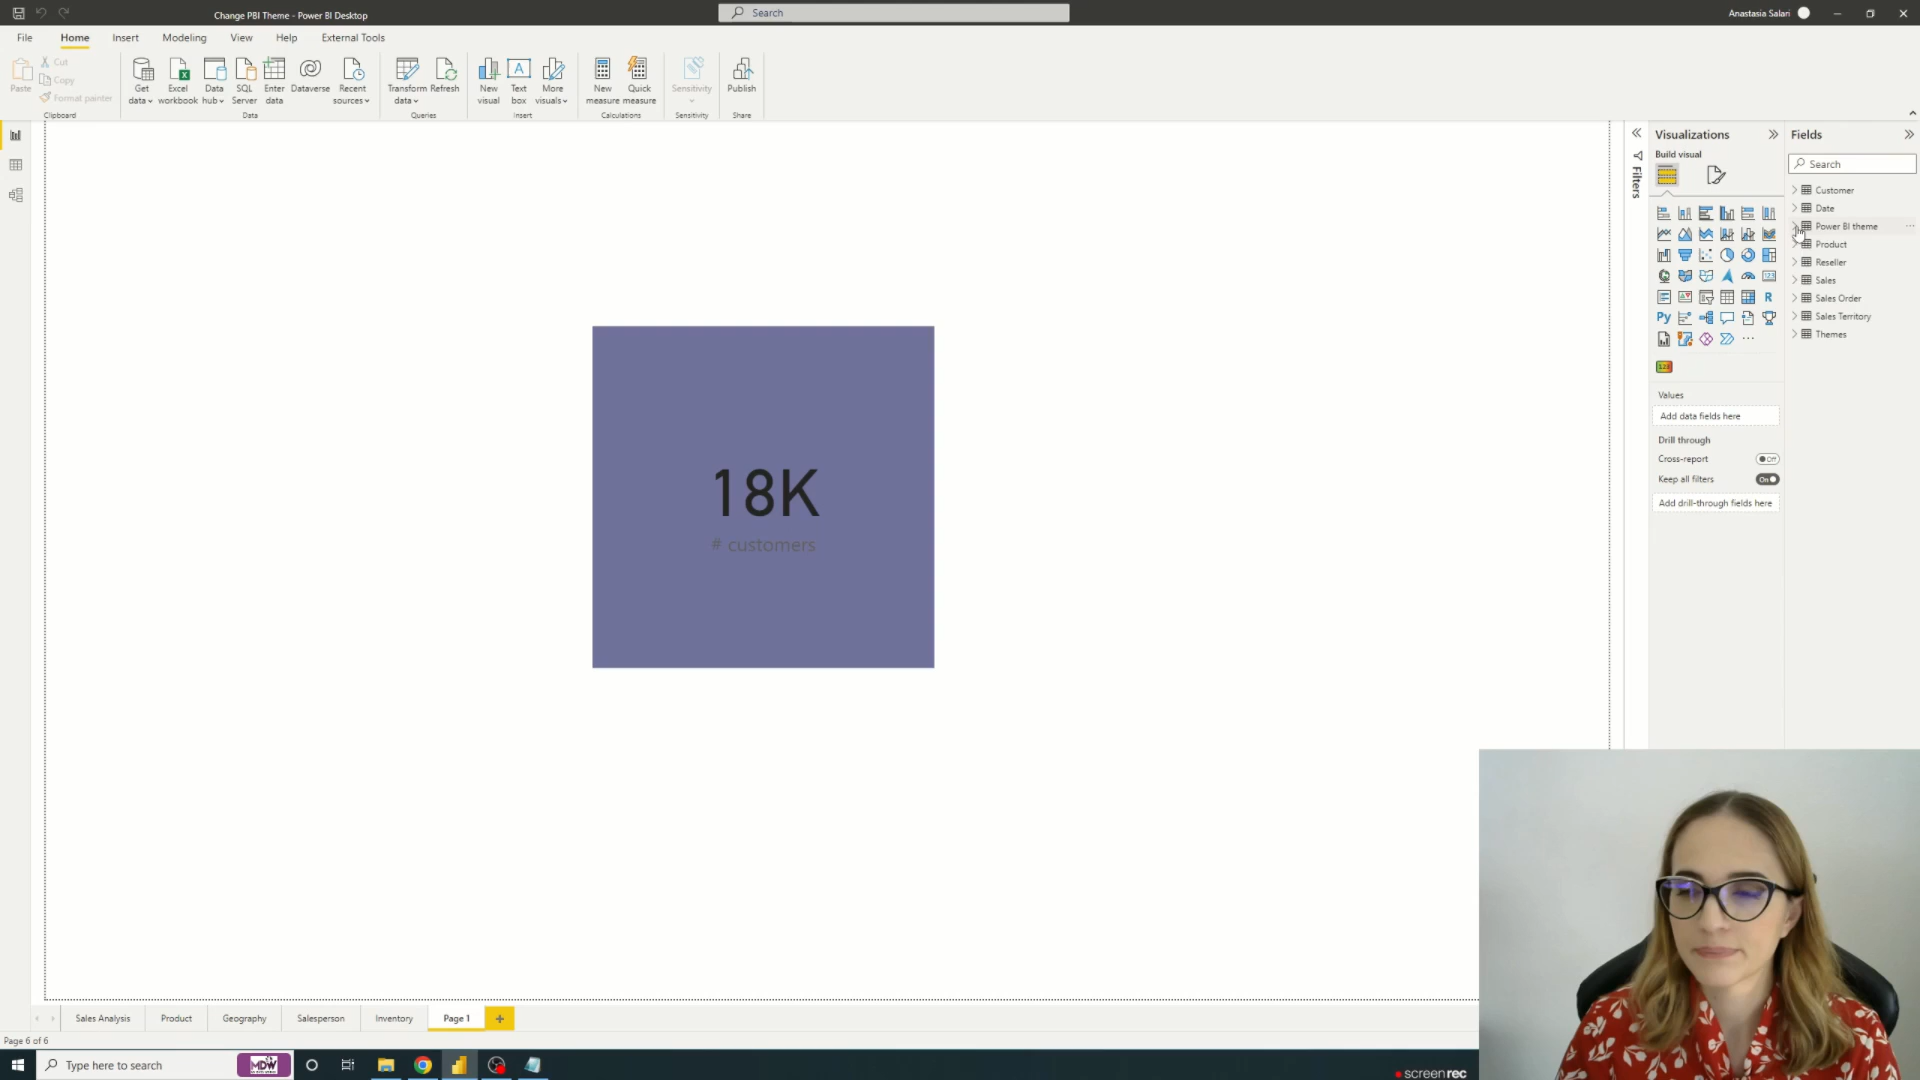 Change PBI Theme - Power BI Desktop
Search
Anastasia Salari
File Home Insert Modeling View Help External Tools
Paste
Cut
Copy
Format painter
Clipboard
Get data
Excel workbook
Data hub
SQL Server
Enter data
Dataverse
Recent sources
Data
Transform data
Refresh
Queries
New visual
Text box
More visuals
Insert
New measure
Quick measure
Calculations
Sensitivity
Sensitivity
Publish
Share
Filters
Visualizations
Build visual
123
R
Py
123
Values
Add data fields here
Drill through
Cross-report
Off
Keep all filters
On
Add drill-through fields here
Fields
Search
Customer
Date
Power BI theme
Product
Reseller
Sales
Sales Order
Sales Territory
Themes
18K
# customers
Sales Analysis
Product
Geography
Salesperson
Inventory
Page 1
Page 6 of 6
Type here to search
MDW
screenrec